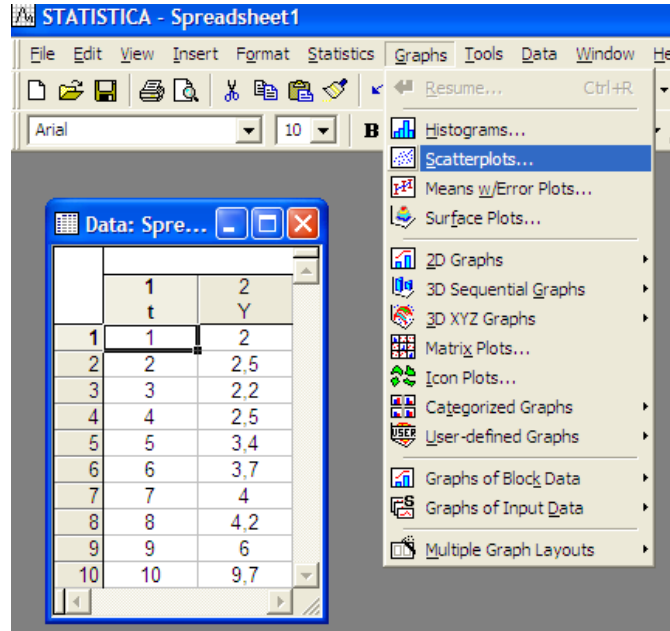 STATISTICA - Spreadsheet1
File Edit View Insert Format Statistics Graphs Tools Data Window He
Arial 10 B
Resume... Ctrl+R
Histograms...
Scatterplots...
Means w/Error Plots...
Surface Plots...
2D Graphs
3D Sequential Graphs
3D XYZ Graphs
Matrix Plots...
Icon Plots...
Categorized Graphs
USER User-defined Graphs
Graphs of Block Data
Graphs of Input Data
Multiple Graph Layouts
Data: Spre...
1 2
t Y
1 1 2
2 2 2,5
3 3 2,2
4 4 2,5
5 5 3,4
6 6 3,7
7 7 4
8 8 4,2
9 9 6
10 10 9,7